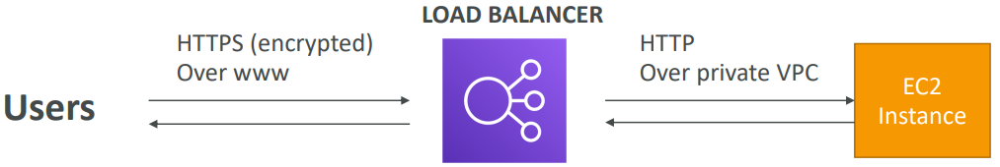 LOAD BALANCER
HTTPS (encrypted)
Over www
HTTP
Over private VPC
Users
EC2
Instance